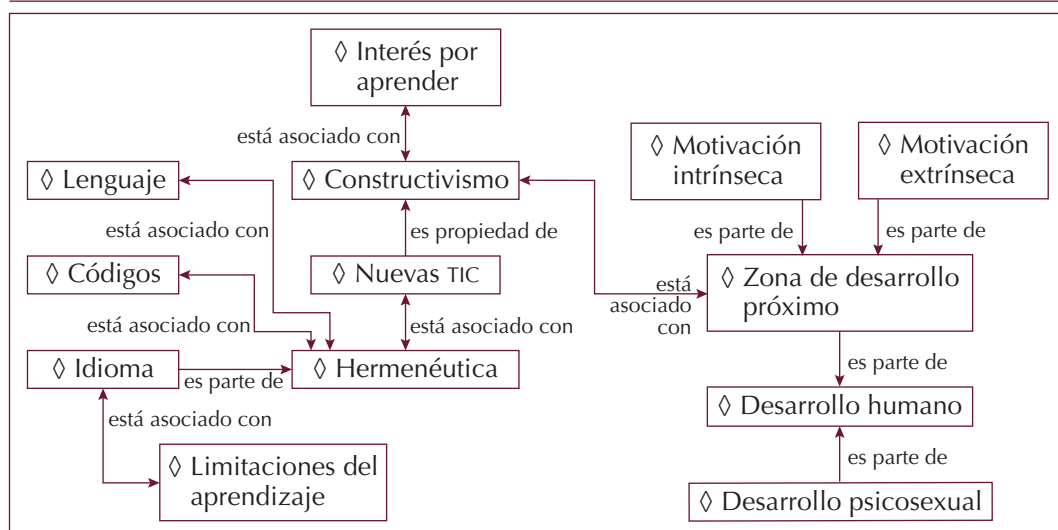 ◊ Interés por
aprender
está asociado con
◊ Motivación
intrínseca
◊ Motivación
extrínseca
◊ Lenguaje
◊ Constructivismo
está asociado con
es propiedad de
es parte de
es parte de
◊ Códigos
◊ Nuevas TIC
está
asociado
con
◊ Zona de desarrollo
próximo
está asociado con
está asociado con
◊ Idioma
es parte de
◊ Hermenéutica
es parte de
está asociado con
◊ Desarrollo humano
◊ Limitaciones del
aprendizaje
es parte de
◊ Desarrollo psicosexual